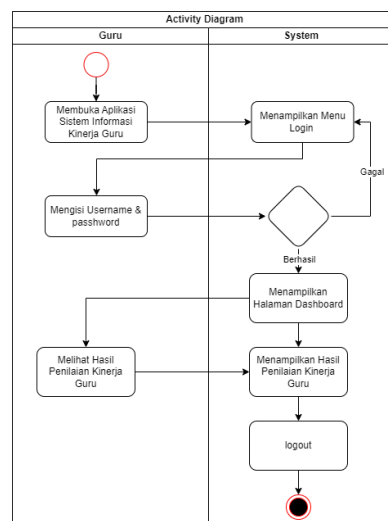 Activity Diagram
Guru
System
Membuka Aplikasi
Sistem Informasi
Kinerja Guru
Menampilkan Menu
Login
Gagal
Mengisi Username &
passhword
Berhasil
Menampilkan
Halaman Dashboard
Melihat Hasil
Penilaian Kinerja
Guru
Menampilkan Hasil
Penilaian Kinerja
Guru
logout